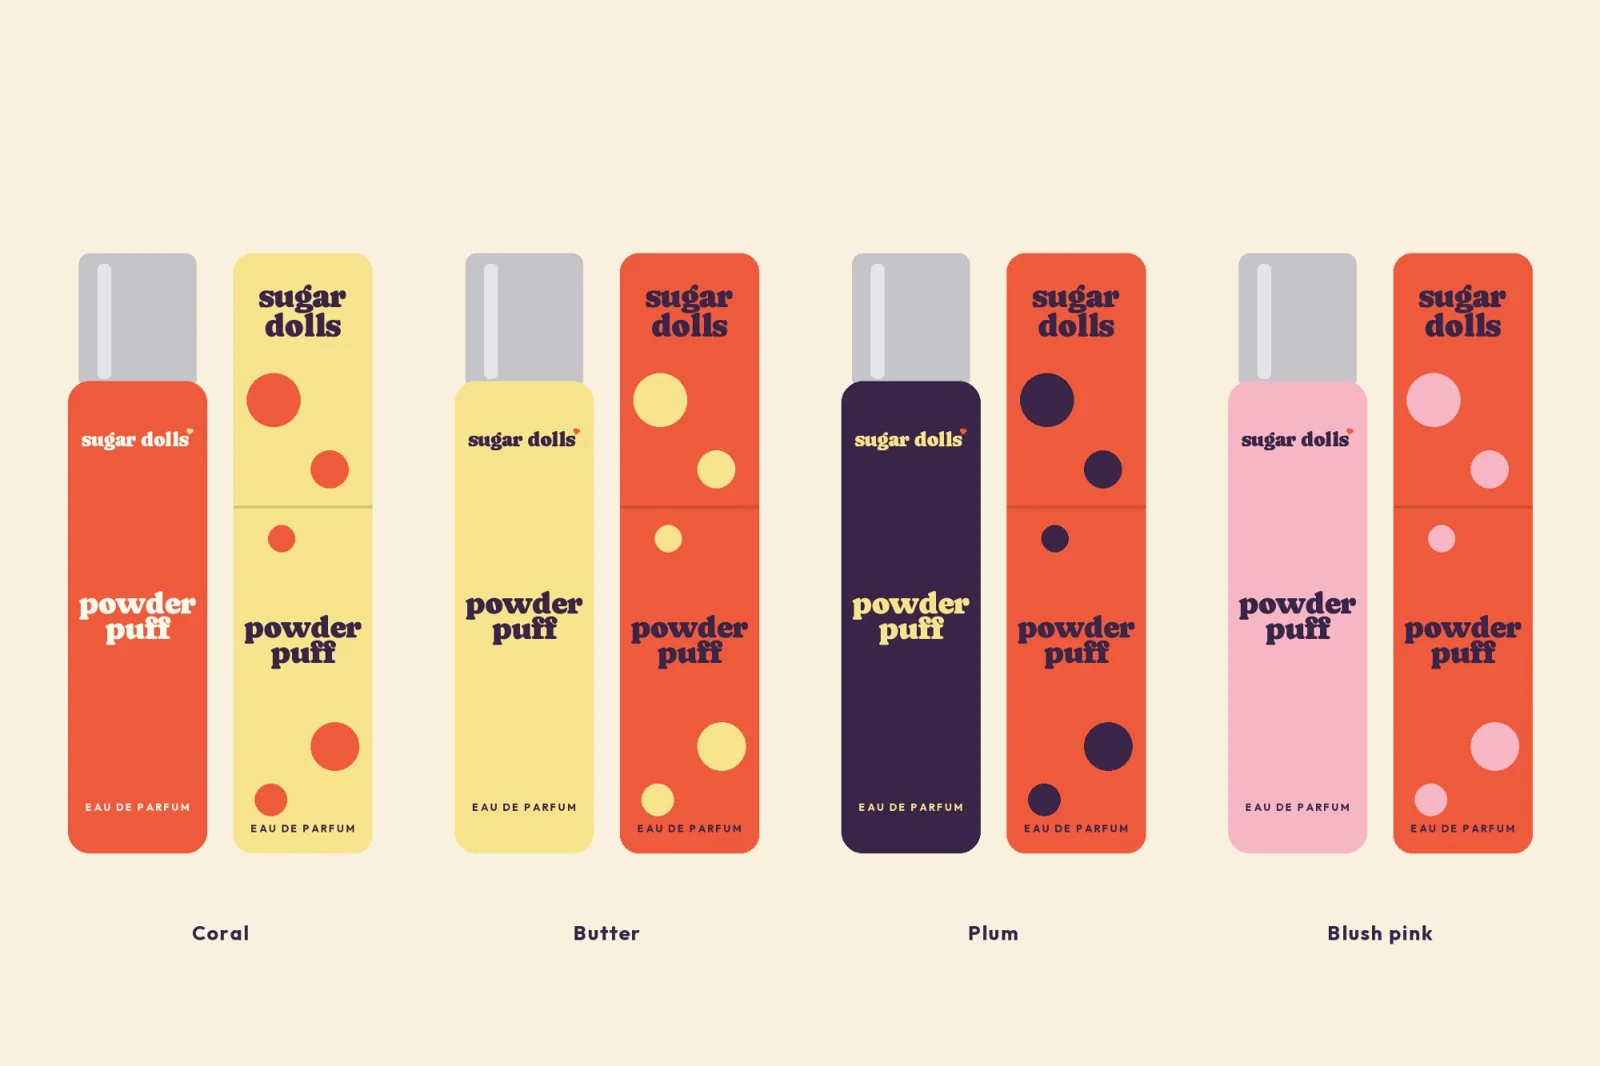 sugar dolls
powder
puff
EAU DE PARFUM
sugar
dolls
powder
puff
EAU DE PARFUM
Coral
sugar dolls
powder
puff
EAU DE PARFUM
sugar
dolls
powder
puff
EAU DE PARFUM
Butter
sugar dolls
powder
puff
EAU DE PARFUM
sugar
dolls
powder
puff
EAU DE PARFUM
Plum
sugar dolls
powder
puff
EAU DE PARFUM
sugar
dolls
powder
puff
EAU DE PARFUM
Blush pink